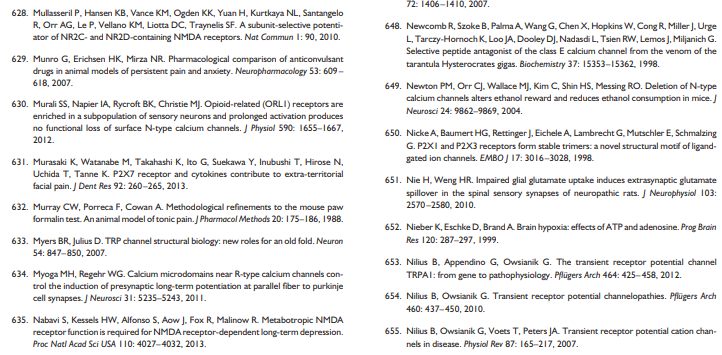 628. Mullasseril P, Hansen KB, Vance KM, Ogden KK, Yuan H, Kurtkaya NL, Santangelo
R, Orr AG, Le P, Vellano KM, Liotta DC, Traynelis SF. A subunit-selective potenti-
ator of NR2C- and NR2D-containing NMDA receptors. Nat Commun 1: 90, 2010.
629. Munro G, Erichsen HK, Mirza NR. Pharmacological comparison of anticonvulsant
drugs in animal models of persistent pain and anxiety. Neuropharmacology 53: 609–
618, 2007.
630. Murali SS, Napier IA, Rycroft BK, Christie MJ. Opioid-related (ORL1) receptors are
enriched in a subpopulation of sensory neurons and prolonged activation produces
no functional loss of surface N-type calcium channels. J Physiol 590: 1655–1667,
2012.
631. Murasaki K, Watanabe M, Takahashi K, Ito G, Suekawa Y, Inubushi T, Hirose N,
Uchida T, Tanne K. P2X7 receptor and cytokines contribute to extra-territorial
facial pain. J Dent Res 92: 260–265, 2013.
632. Murray CW, Porreca F, Cowan A. Methodological refinements to the mouse paw
formalin test. An animal model of tonic pain. J Pharmacol Methods 20: 175–186, 1988.
633. Myers BR, Julius D. TRP channel structural biology: new roles for an old fold. Neuron
54: 847–850, 2007.
634. Myoga MH, Regehr WG. Calcium microdomains near R-type calcium channels con-
trol the induction of presynaptic long-term potentiation at parallel fiber to purkinje
cell synapses. J Neurosci 31: 5235–5243, 2011.
635. Nabavi S, Kessels HW, Alfonso S, Aow J, Fox R, Malinow R. Metabotropic NMDA
receptor function is required for NMDA receptor-dependent long-term depression.
Proc Natl Acad Sci USA 110: 4027–4032, 2013.
72: 1406–1410, 2007.
648. Newcomb R, Szoke B, Palma A, Wang G, Chen X, Hopkins W, Cong R, Miller J, Urge
L, Tarczy-Hornoch K, Loo JA, Dooley DJ, Nadasdi L, Tsien RW, Lemos J, Miljanich G.
Selective peptide antagonist of the class E calcium channel from the venom of the
tarantula Hysterocrates gigas. Biochemistry 37: 15353–15362, 1998.
649. Newton PM, Orr CJ, Wallace MJ, Kim C, Shin HS, Messing RO. Deletion of N-type
calcium channels alters ethanol reward and reduces ethanol consumption in mice. J
Neurosci 24: 9862–9869, 2004.
650. Nicke A, Baumert HG, Rettinger J, Eichele A, Lambrecht G, Mutschler E, Schmalzing
G. P2X1 and P2X3 receptors form stable trimers: a novel structural motif of ligand-
gated ion channels. EMBO J 17: 3016–3028, 1998.
651. Nie H, Weng HR. Impaired glial glutamate uptake induces extrasynaptic glutamate
spillover in the spinal sensory synapses of neuropathic rats. J Neurophysiol 103:
2570–2580, 2010.
652. Nieber K, Eschke D, Brand A. Brain hypoxia: effects of ATP and adenosine. Prog Brain
Res 120: 287–297, 1999.
653. Nilius B, Appendino G, Owsianik G. The transient receptor potential channel
TRPA1: from gene to pathophysiology. Pflügers Arch 464: 425–458, 2012.
654. Nilius B, Owsianik G. Transient receptor potential channelopathies. Pflügers Arch
460: 437–450, 2010.
655. Nilius B, Owsianik G, Voets T, Peters JA. Transient receptor potential cation chan-
nels in disease. Physiol Rev 87: 165–217, 2007.